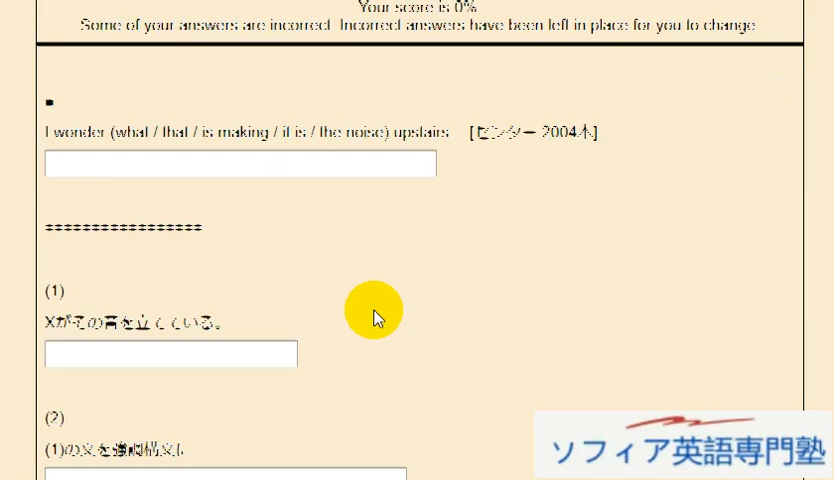 Your score is 0%
Some of your answers are incorrect. Incorrect answers have been left in place for you to change
I wonder (what / that / is making / it is / the noise) upstairs [センター 2004本]
=================
(1)
Xがその音を立てている。
(2)
(1)の文を強調構文に
ソフィア英語専門塾